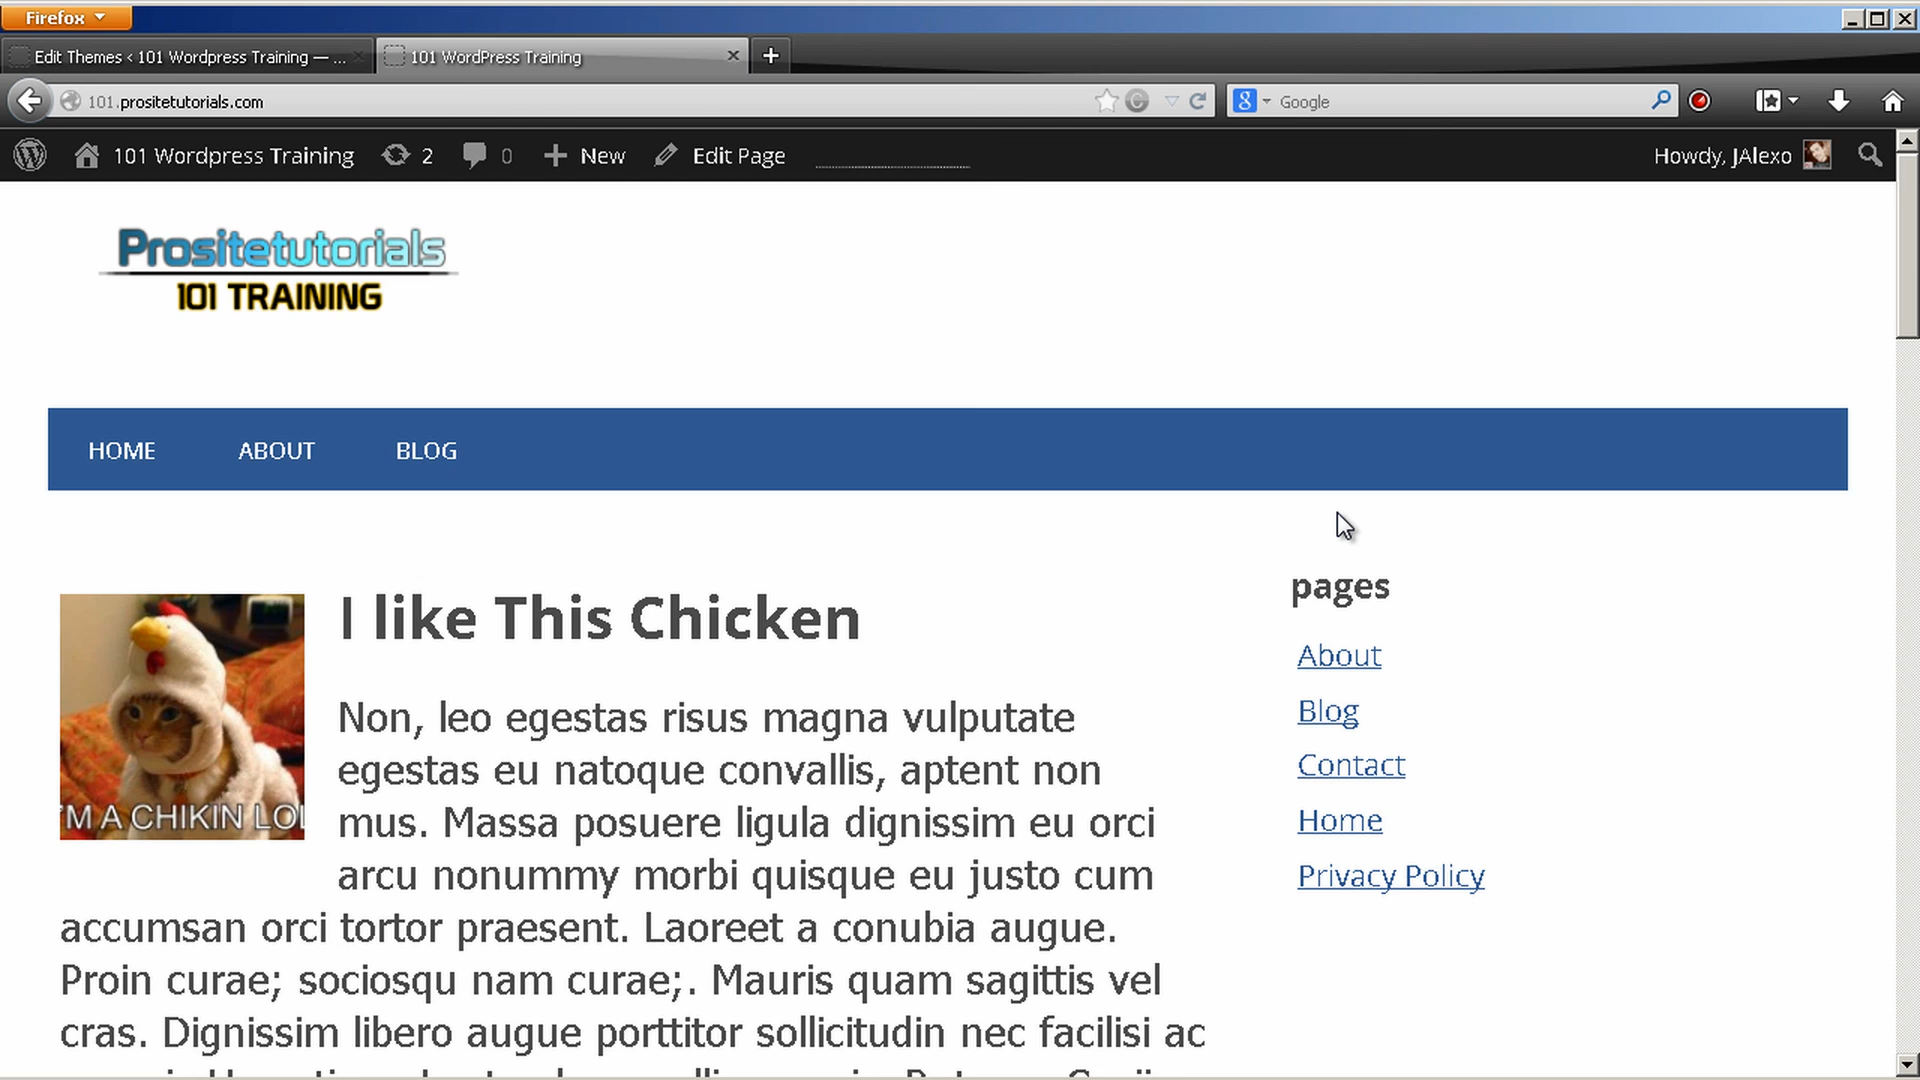 Firefox
Edit Themes < 101 Wordpress Training — ...
101 WordPress Training
101.prositetutorials.com
Google
101 Wordpress Training
2
0
New
Edit Page
Howdy, JAlexo
Prositetutorials
101 TRAINING
HOME
ABOUT
BLOG
I like This Chicken
'M A CHIKIN LOL
Non, leo egestas risus magna vulputate
egestas eu natoque convallis, aptent non
mus. Massa posuere ligula dignissim eu orci
arcu nonummy morbi quisque eu justo cum
accumsan orci tortor praesent. Laoreet a conubia augue.
Proin curae; sociosqu nam curae;. Mauris quam sagittis vel
cras. Dignissim libero augue porttitor sollicitudin nec facilisi ac
pages
About
Blog
Contact
Home
Privacy Policy